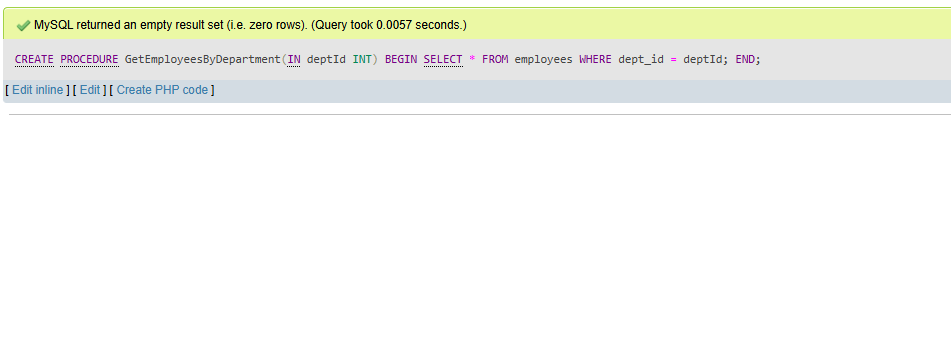 MySQL returned an empty result set (i.e. zero rows). (Query took 0.0057 seconds.)
CREATE PROCEDURE GetEmployeesByDepartment(IN deptId INT) BEGIN SELECT * FROM employees WHERE dept_id = deptId; END;
[ Edit inline ] [ Edit ] [ Create PHP code ]